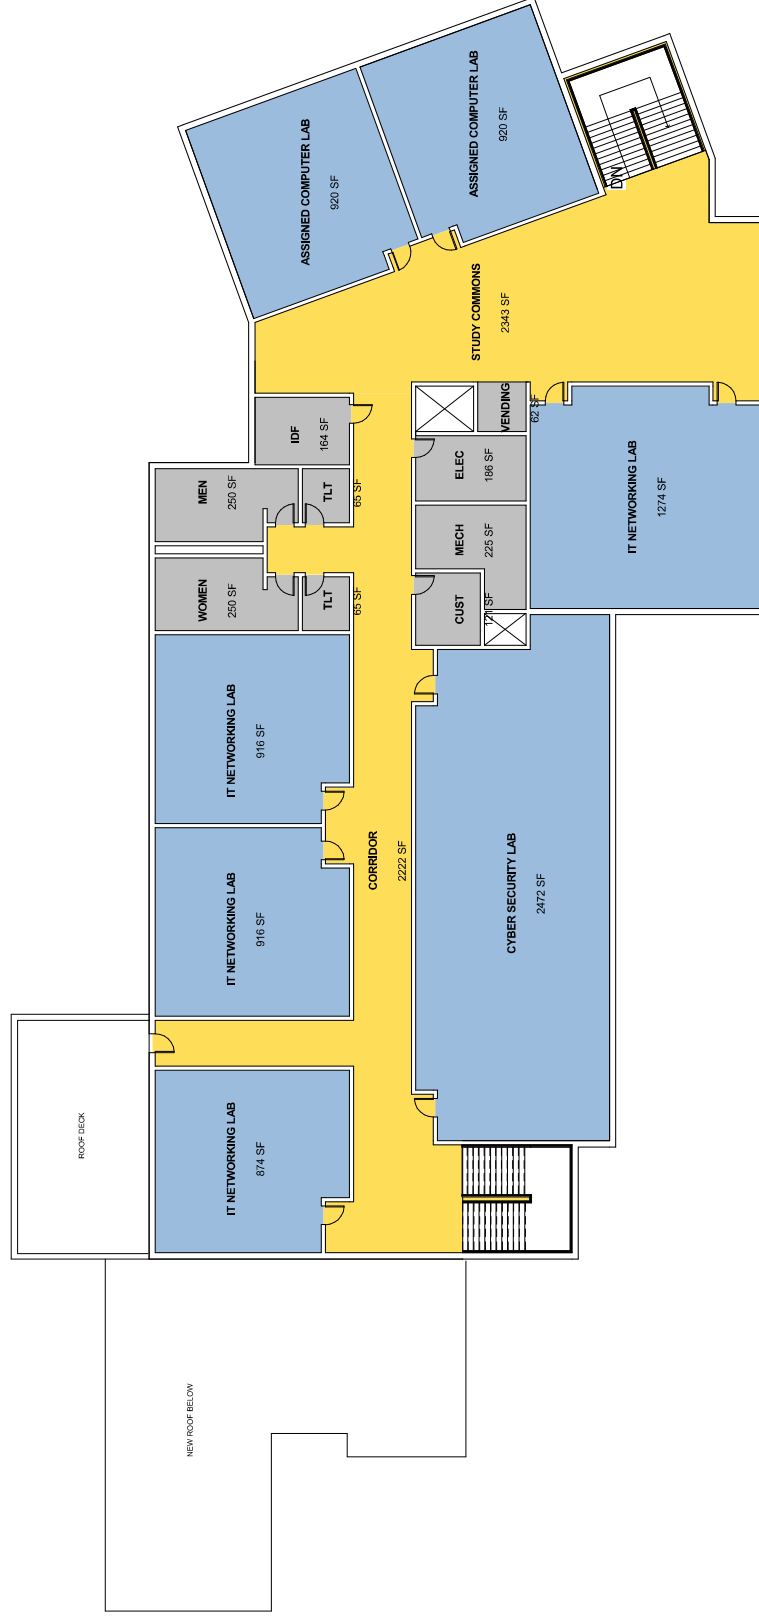 ASSIGNED COMPUTER LAB
920 SF
ASSIGNED COMPUTER LAB
920 SF
DN
STUDY COMMONS
2343 SF
VENDING
62 SF
IDF
164 SF
ELEC
186 SF
MEN
250 SF
TLT
65 SF
MECH
225 SF
IT NETWORKING LAB
1274 SF
WOMEN
250 SF
TLT
65 SF
CUST
121 SF
IT NETWORKING LAB
916 SF
CORRIDOR
2222 SF
CYBER SECURITY LAB
2472 SF
IT NETWORKING LAB
916 SF
ROOF DECK
IT NETWORKING LAB
874 SF
NEW ROOF BELOW